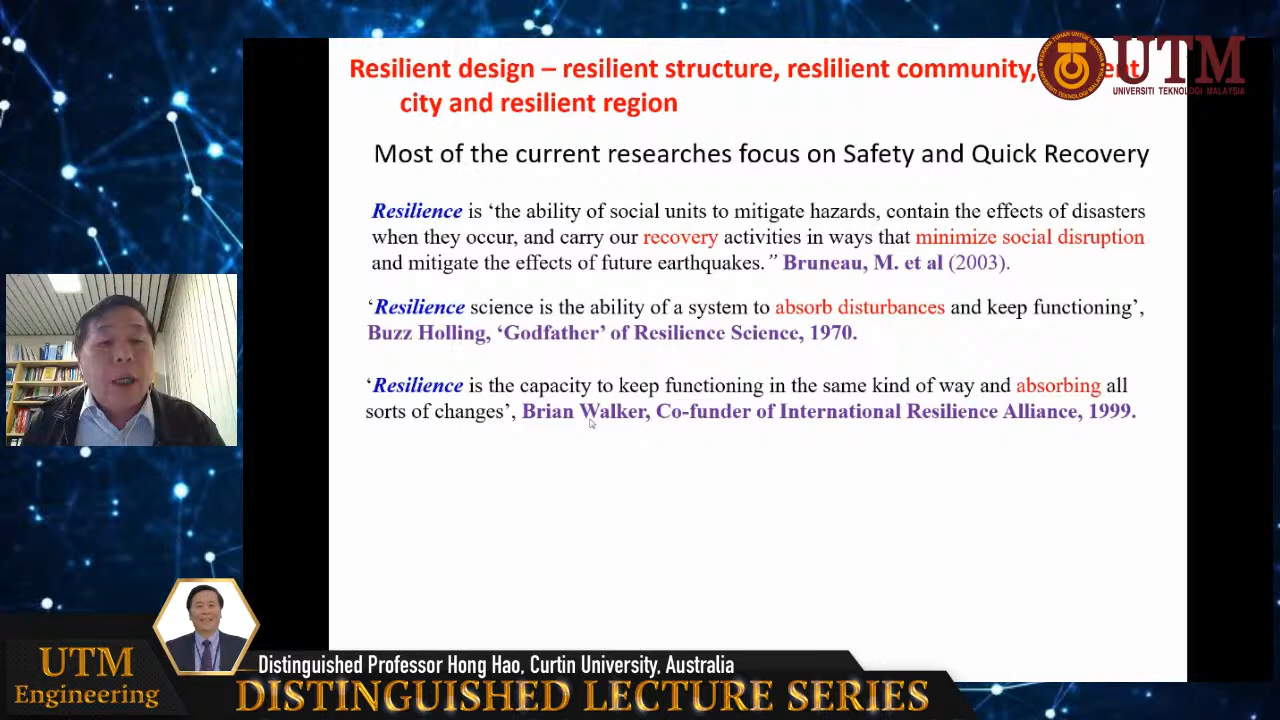 Resilient design – resilient structure, reslilient community,
city and resilient region
UTM
UNIVERSITI TEKNOLOGI MALAYSIA
Most of the current researches focus on Safety and Quick Recovery
Resilience is ‘the ability of social units to mitigate hazards, contain the effects of disasters
when they occur, and carry our recovery activities in ways that minimize social disruption
and mitigate the effects of future earthquakes.” Bruneau, M. et al (2003).
‘Resilience science is the ability of a system to absorb disturbances and keep functioning’,
Buzz Holling, ‘Godfather’ of Resilience Science, 1970.
‘Resilience is the capacity to keep functioning in the same kind of way and absorbing all
sorts of changes’, Brian Walker, Co-funder of International Resilience Alliance, 1999.
UTM
Engineering
Distinguished Professor Hong Hao, Curtin University, Australia
DISTINGUISHED LECTURE SERIES